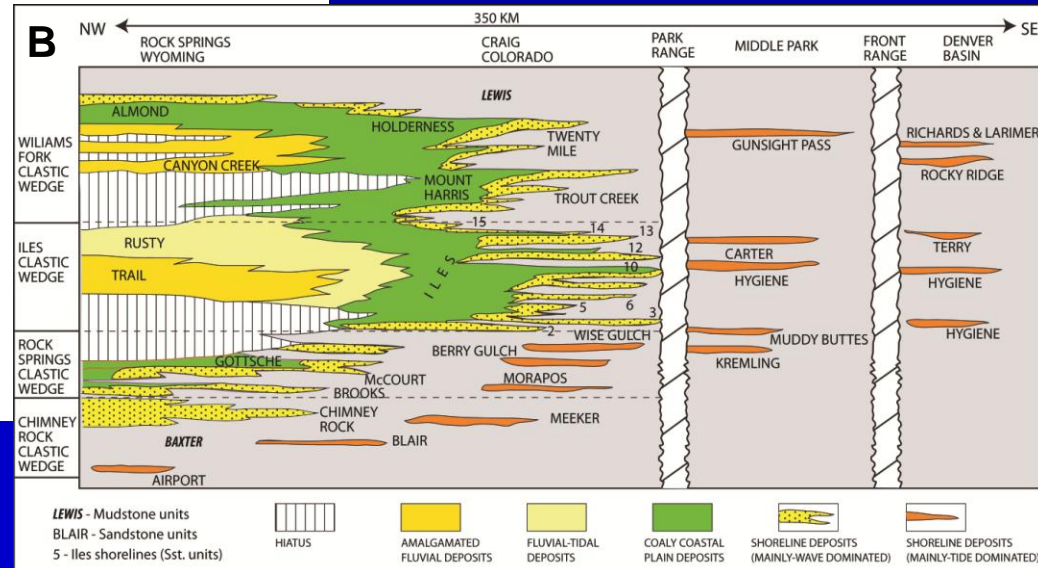 B
NW
350 KM
SE
ROCK SPRINGS
WYOMING
CRAIG
COLORADO
PARK
RANGE
MIDDLE PARK
FRONT
RANGE
DENVER
BASIN
WILIAMS
FORK
CLASTIC
WEDGE
ILES
CLASTIC
WEDGE
ROCK
SPRINGS
CLASTIC
WEDGE
CHIMNEY
ROCK
CLASTIC
WEDGE
LEWIS
ALMOND
HOLDERNESS
TWENTY
MILE
CANYON CREEK
MOUNT
HARRIS
TROUT CREEK
GUNSIGHT PASS
RICHARDS & LARIMER
ROCKY RIDGE
15
14
13
RUSTY
12
TRAIL
ILES
10
CARTER
HYGIENE
TERRY
HYGIENE
5
6
3
2
WISE GULCH
MUDDY BUTTES
HYGIENE
GOTTSCHE
BERRY GULCH
KREMLING
McCOURT
BROOKS
MORAPOS
CHIMNEY
ROCK
MEEKER
BAXTER
BLAIR
AIRPORT
LEWIS - Mudstone units
BLAIR - Sandstone units
5 - Iles shorelines (Sst. units)
HIATUS
AMALGAMATED
FLUVIAL DEPOSITS
FLUVIAL-TIDAL
DEPOSITS
COALY COASTAL
PLAIN DEPOSITS
SHORELINE DEPOSITS
(MAINLY-WAVE DOMINATED)
SHORELINE DEPOSITS
(MAINLY-TIDE DOMINATED)